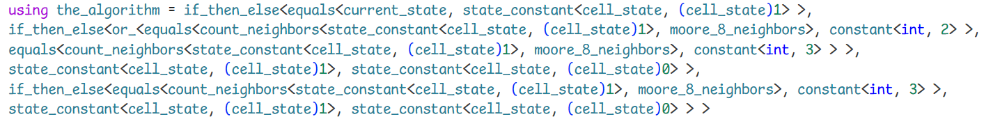 using the_algorithm = if_then_else<equals<current_state, state_constant<cell_state, (cell_state)1> >,
if_then_else<or_<equals<count_neighbors<state_constant<cell_state, (cell_state)1>, moore_8_neighbors>, constant<int, 2> >,
equals<count_neighbors<state_constant<cell_state, (cell_state)1>, moore_8_neighbors>, constant<int, 3> > >,
state_constant<cell_state, (cell_state)1>, state_constant<cell_state, (cell_state)0> >,
if_then_else<equals<count_neighbors<state_constant<cell_state, (cell_state)1>, moore_8_neighbors>, constant<int, 3> >,
state_constant<cell_state, (cell_state)1>, state_constant<cell_state, (cell_state)0> > >